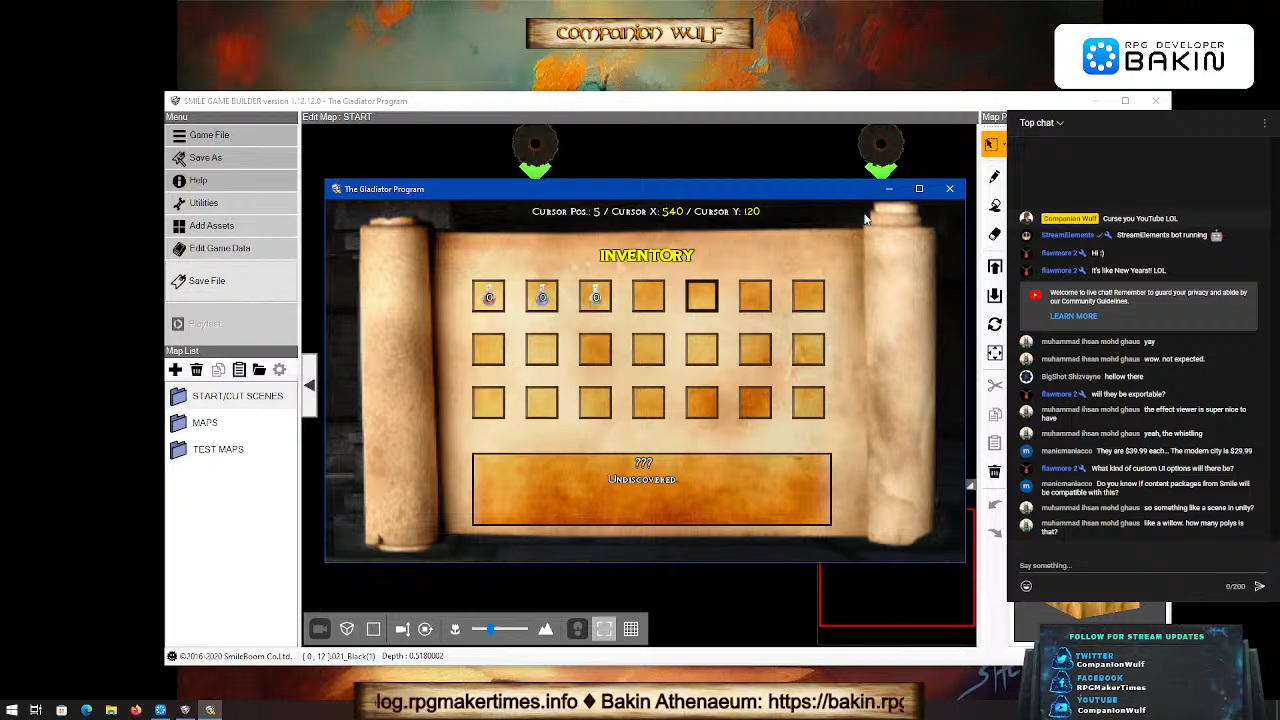 COMPANION WULF
RPG DEVELOPER
BAKIN
SMILE GAME BUILDER version 1.12.12.0 - The Gladiator Program
Menu
Edit Map : START
Map P
Game File
Save As
Help
Utilities
Add Assets
Edit Game Data
Save File
Playtest
Map List
START/CUT SCENES
MAPS
TEST MAPS
The Gladiator Program
Cursor Pos.: 5 / Cursor X: 540 / Cursor Y: 120
INVENTORY
0
0
0
???
Undiscovered.
Top chat
Companion Wulf Curse you YouTube LOL
StreamElements StreamElements bot running
flawmore 2 Hi :)
flawmore 2 It's like New Years!! LOL
Welcome to live chat! Remember to guard your privacy and abide by
our Community Guidelines.
LEARN MORE
muhammad ihsan mohd ghaus yay
muhammad ihsan mohd ghaus wow. not expected.
BigShot Shizvayne hellow there
flawmore 2 will they be exportable?
muhammad ihsan mohd ghaus the effect viewer is super nice to
have
muhammad ihsan mohd ghaus yeah, the whistling
m manicmaniacco They are $39.99 each... The modern city is $29.99
flawmore 2 What kind of custom UI options will there be?
m manicmaniacco Do you know if content packages from Smile will
be compatible with this?
muhammad ihsan mohd ghaus so something like a scene in unity?
muhammad ihsan mohd ghaus like a willow. how many polys is
that?
Say something...
0/200
©2016-2020 SmileBoom Co.Ltd. [ 0 , 12 ]:021_Black(1) - Depth : 0.5180002
FOLLOW FOR STREAM UPDATES
TWITTER
CompanionWulf
FACEBOOK
RPGMakerTimes
YOUTUBE
CompanionWulf
log.rpgmakertimes.info ♦ Bakin Athenaeum: https://bakin.rpg